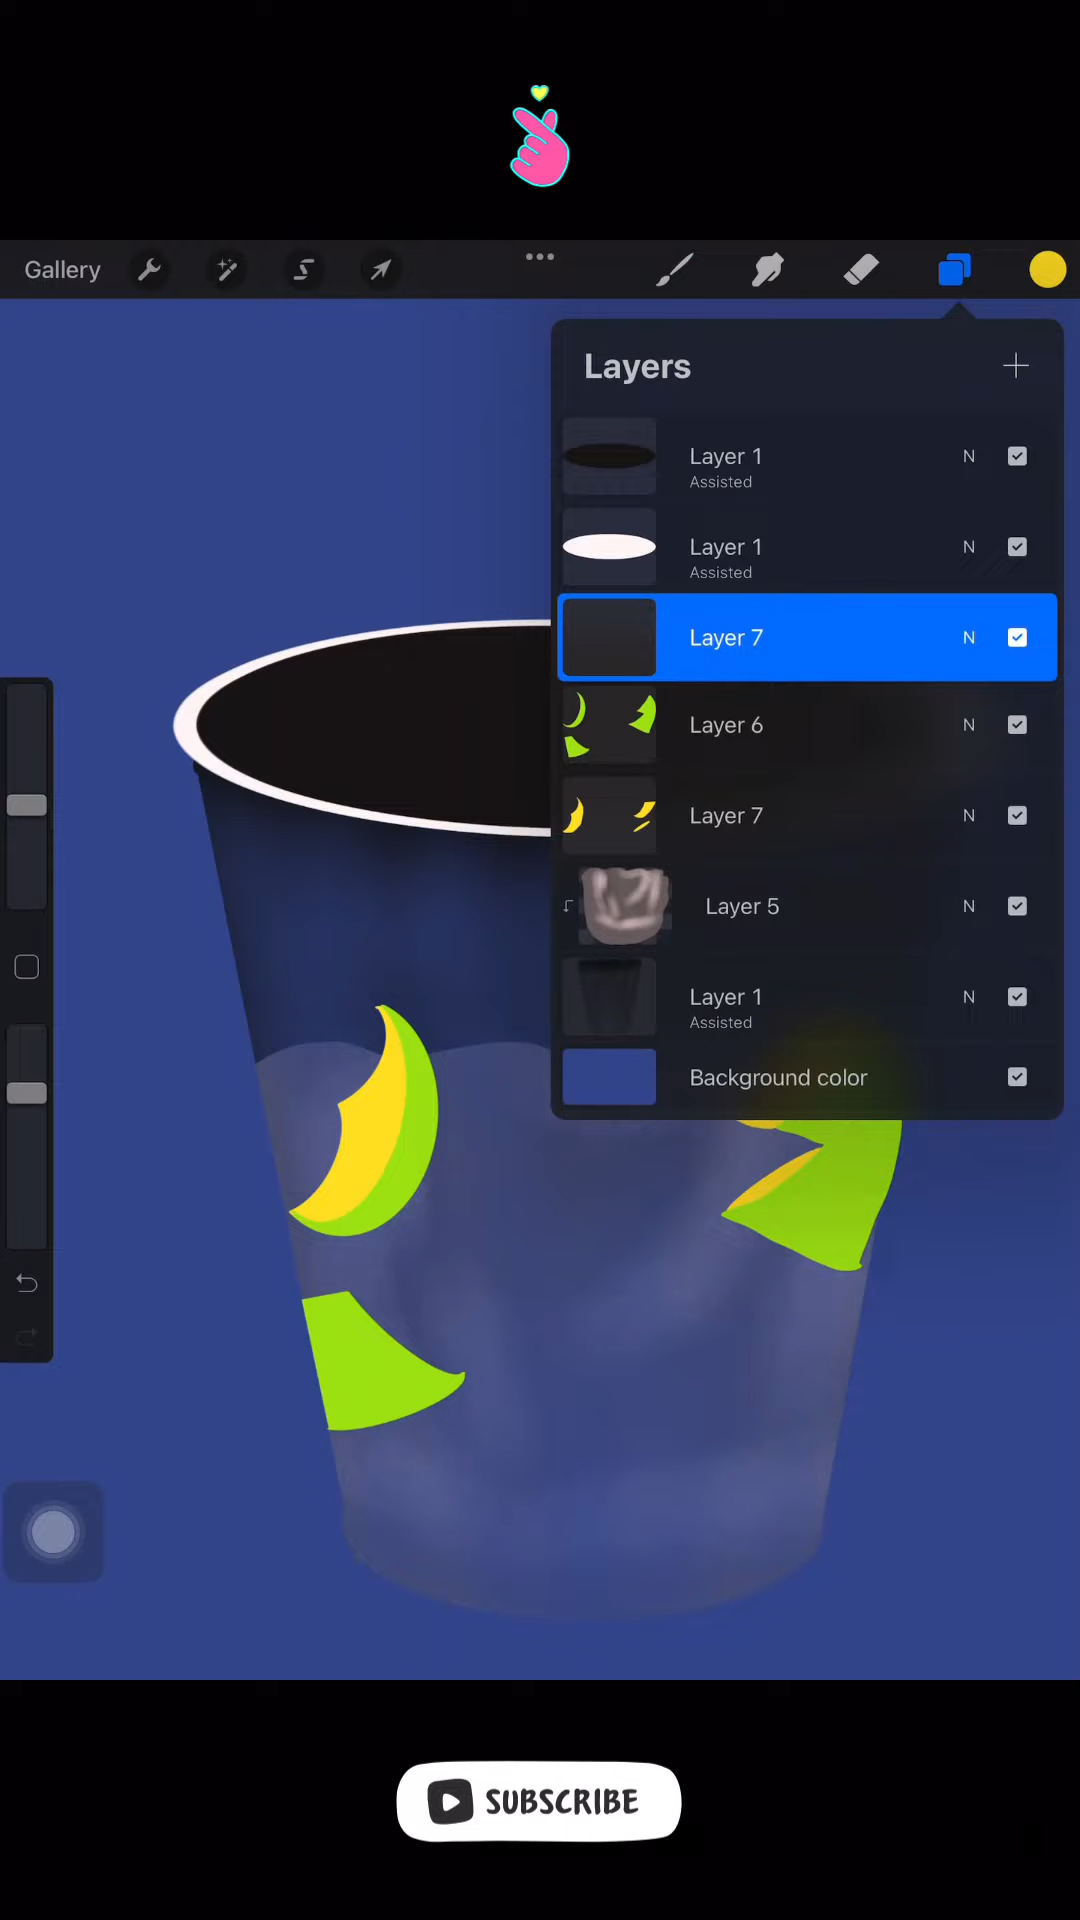 Gallery
Layers
Layer 1 N
Assisted
Layer 1 N
Assisted
Layer 7 N
Layer 6 N
Layer 7 N
Layer 5 N
Layer 1 N
Assisted
Background color
SUBSCRIBE